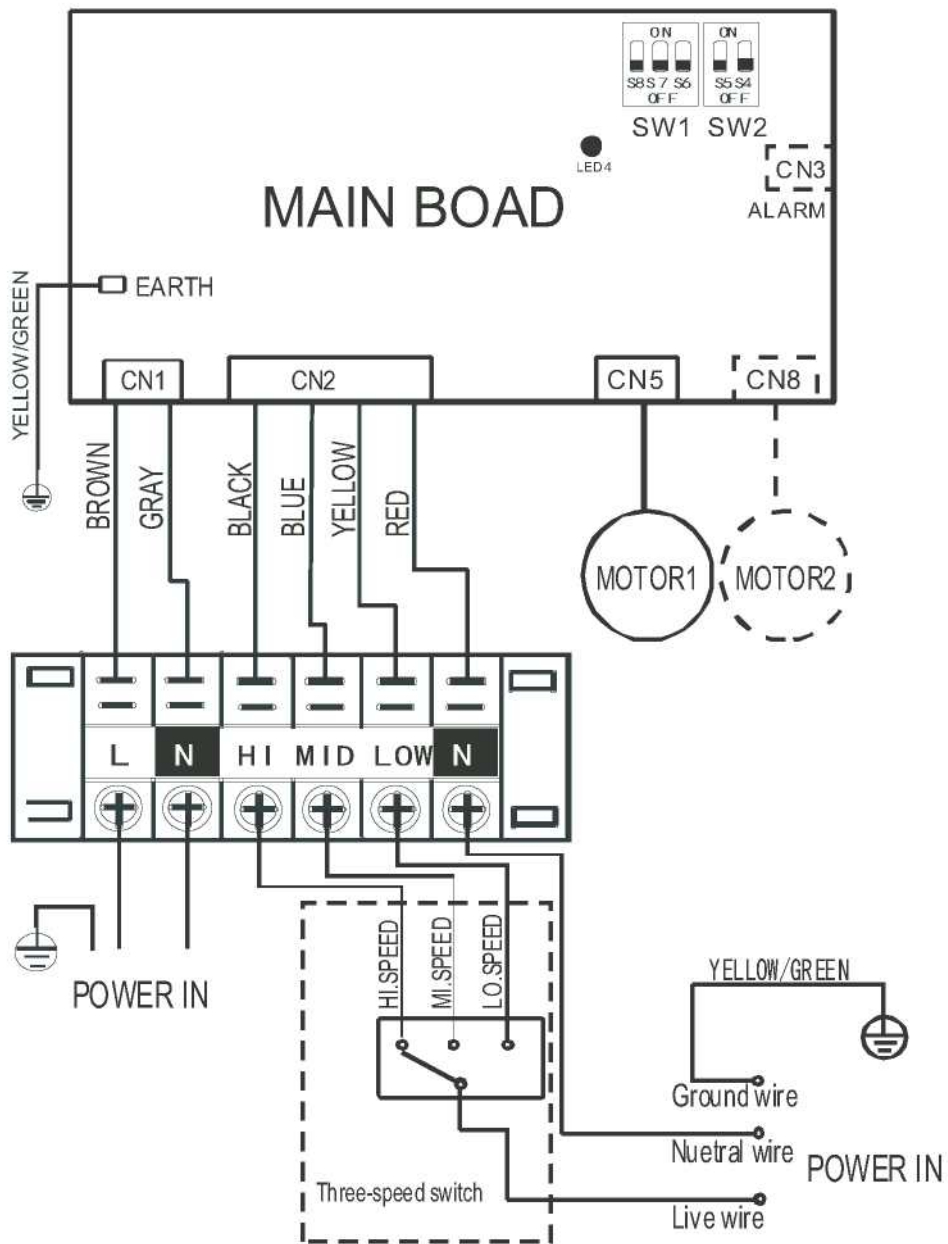 ON
ON
S8 S7 S6
S5 S4
OFF
OFF
SW1 SW2
LED4
CN3
ALARM
MAIN BOAD
EARTH
YELLOW/GREEN
CN1
CN2
CN5
CN8
BROWN
GRAY
BLACK
BLUE
YELLOW
RED
MOTOR1
MOTOR2
L N HI MID LOW N
POWER IN
HI.SPEED
MI.SPEED
LO.SPEED
YELLOW/GREEN
Ground wire
Nuetral wire
POWER IN
Three-speed switch
Live wire